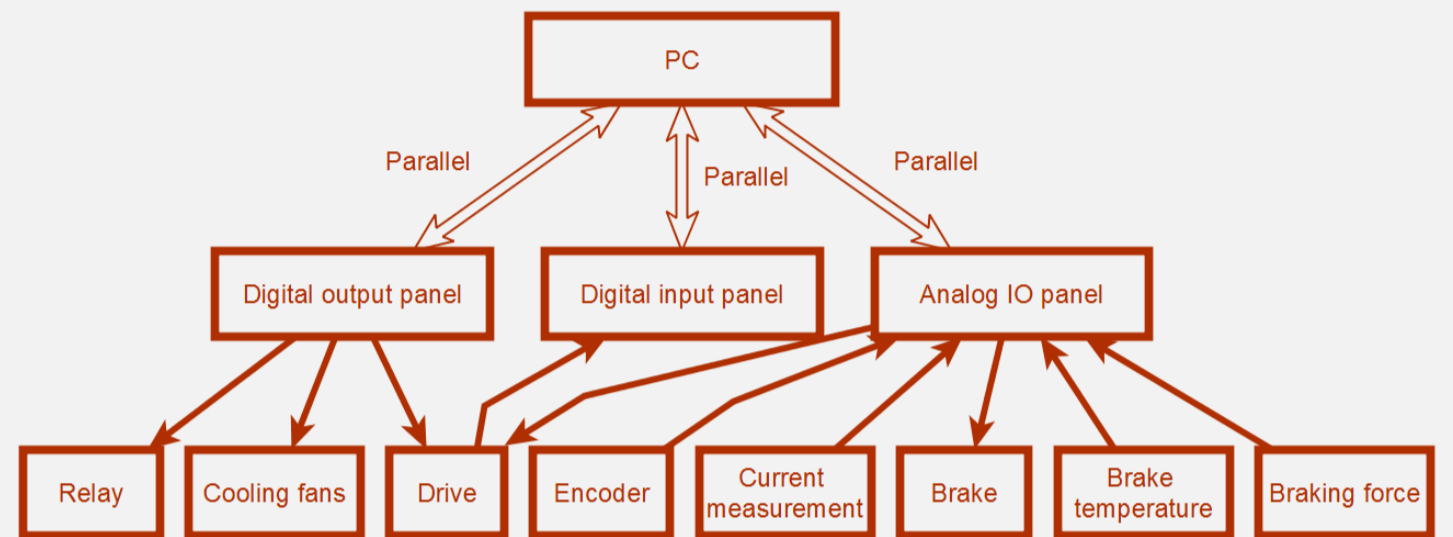 PC
Parallel
Parallel
Parallel
Digital output panel
Digital input panel
Analog IO panel
Relay
Cooling fans
Drive
Encoder
Current
measurement
Brake
Brake
temperature
Braking force